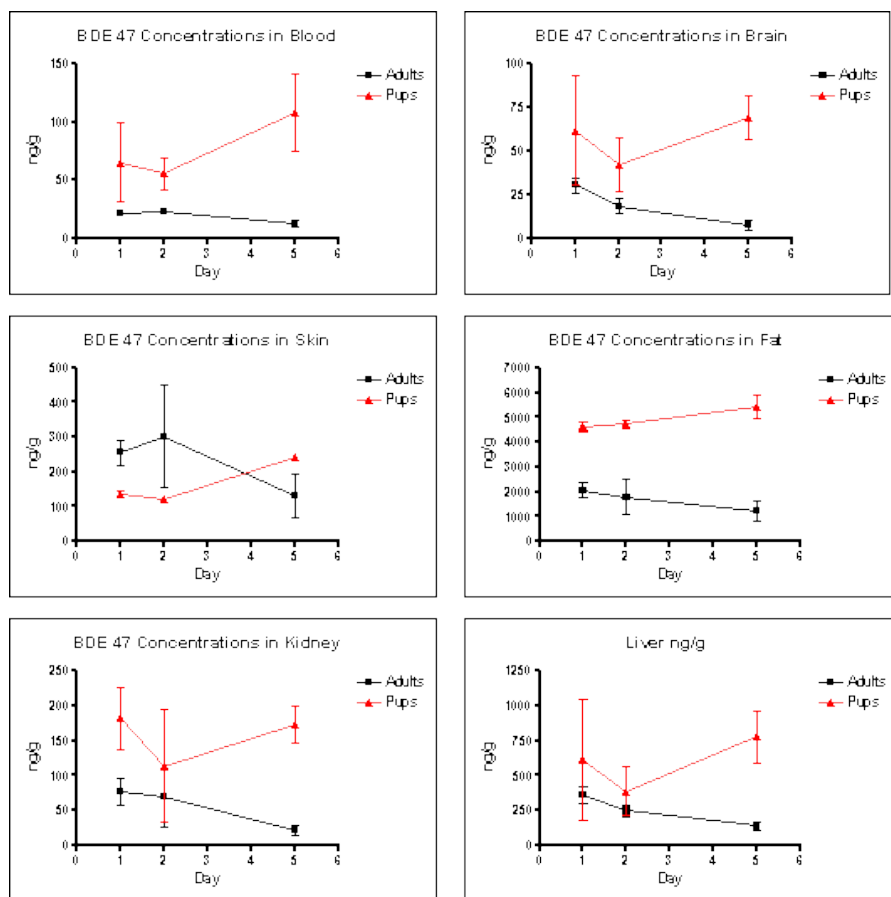 BDE 47 Concentrations in Blood
150
100
50
0
ng/g
0 1 2 3 4 5 6
Day
Adults
Pups
BDE 47 Concentrations in Brain
100
75
50
25
0
ng/g
0 1 2 3 4 5 6
Day
Adults
Pups
BDE 47 Concentrations in Skin
500
400
300
200
100
0
ng/g
0 1 2 3 4 5 6
Day
Adults
Pups
BDE 47 Concentrations in Fat
7000
6000
5000
4000
3000
2000
1000
0
ng/g
0 1 2 3 4 5 6
Day
Adults
Pups
BDE 47 Concentrations in Kidney
250
200
150
100
50
0
ng/g
0 1 2 3 4 5 6
Day
Adults
Pups
Liver ng/g
1250
1000
750
500
250
0
ng/g
0 1 2 3 4 5 6
Day
Adults
Pups